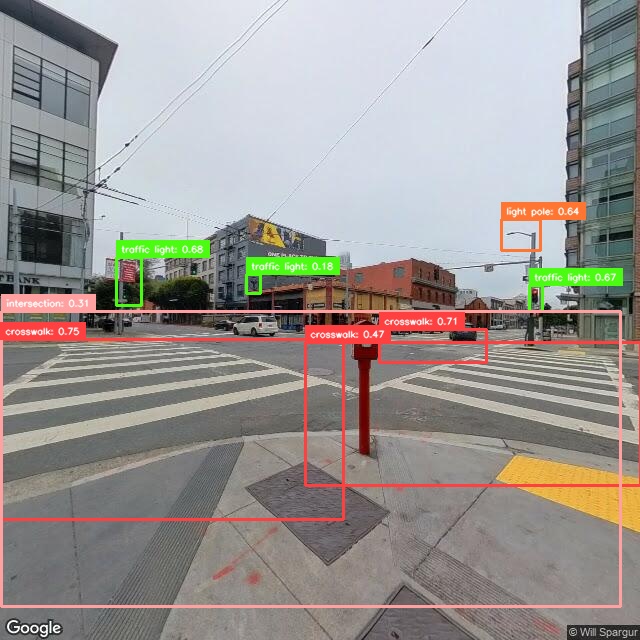 light pole: 0.64
traffic light: 0.68
traffic light: 0.18
traffic light: 0.67
intersection: 0.31
crosswalk: 0.75
crosswalk: 0.47
crosswalk: 0.71
Google
© Will Spargur